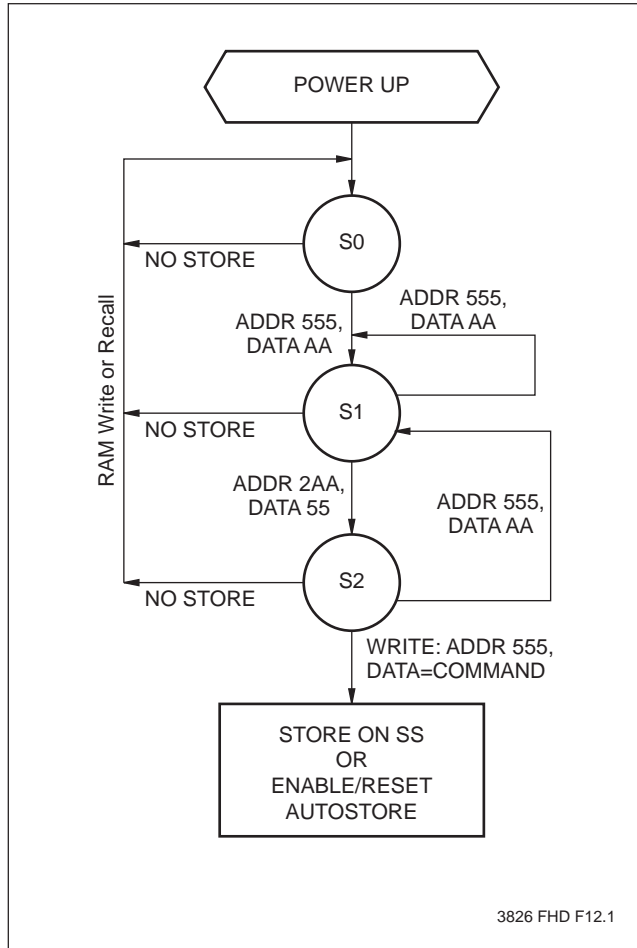 POWER UP
S0
NO STORE
ADDR 555,
DATA AA
ADDR 555,
DATA AA
RAM Write or Recall
S1
NO STORE
ADDR 2AA,
DATA 55
ADDR 555,
DATA AA
S2
NO STORE
WRITE: ADDR 555,
DATA=COMMAND
STORE ON SS
OR
ENABLE/RESET
AUTOSTORE
3826 FHD F12.1